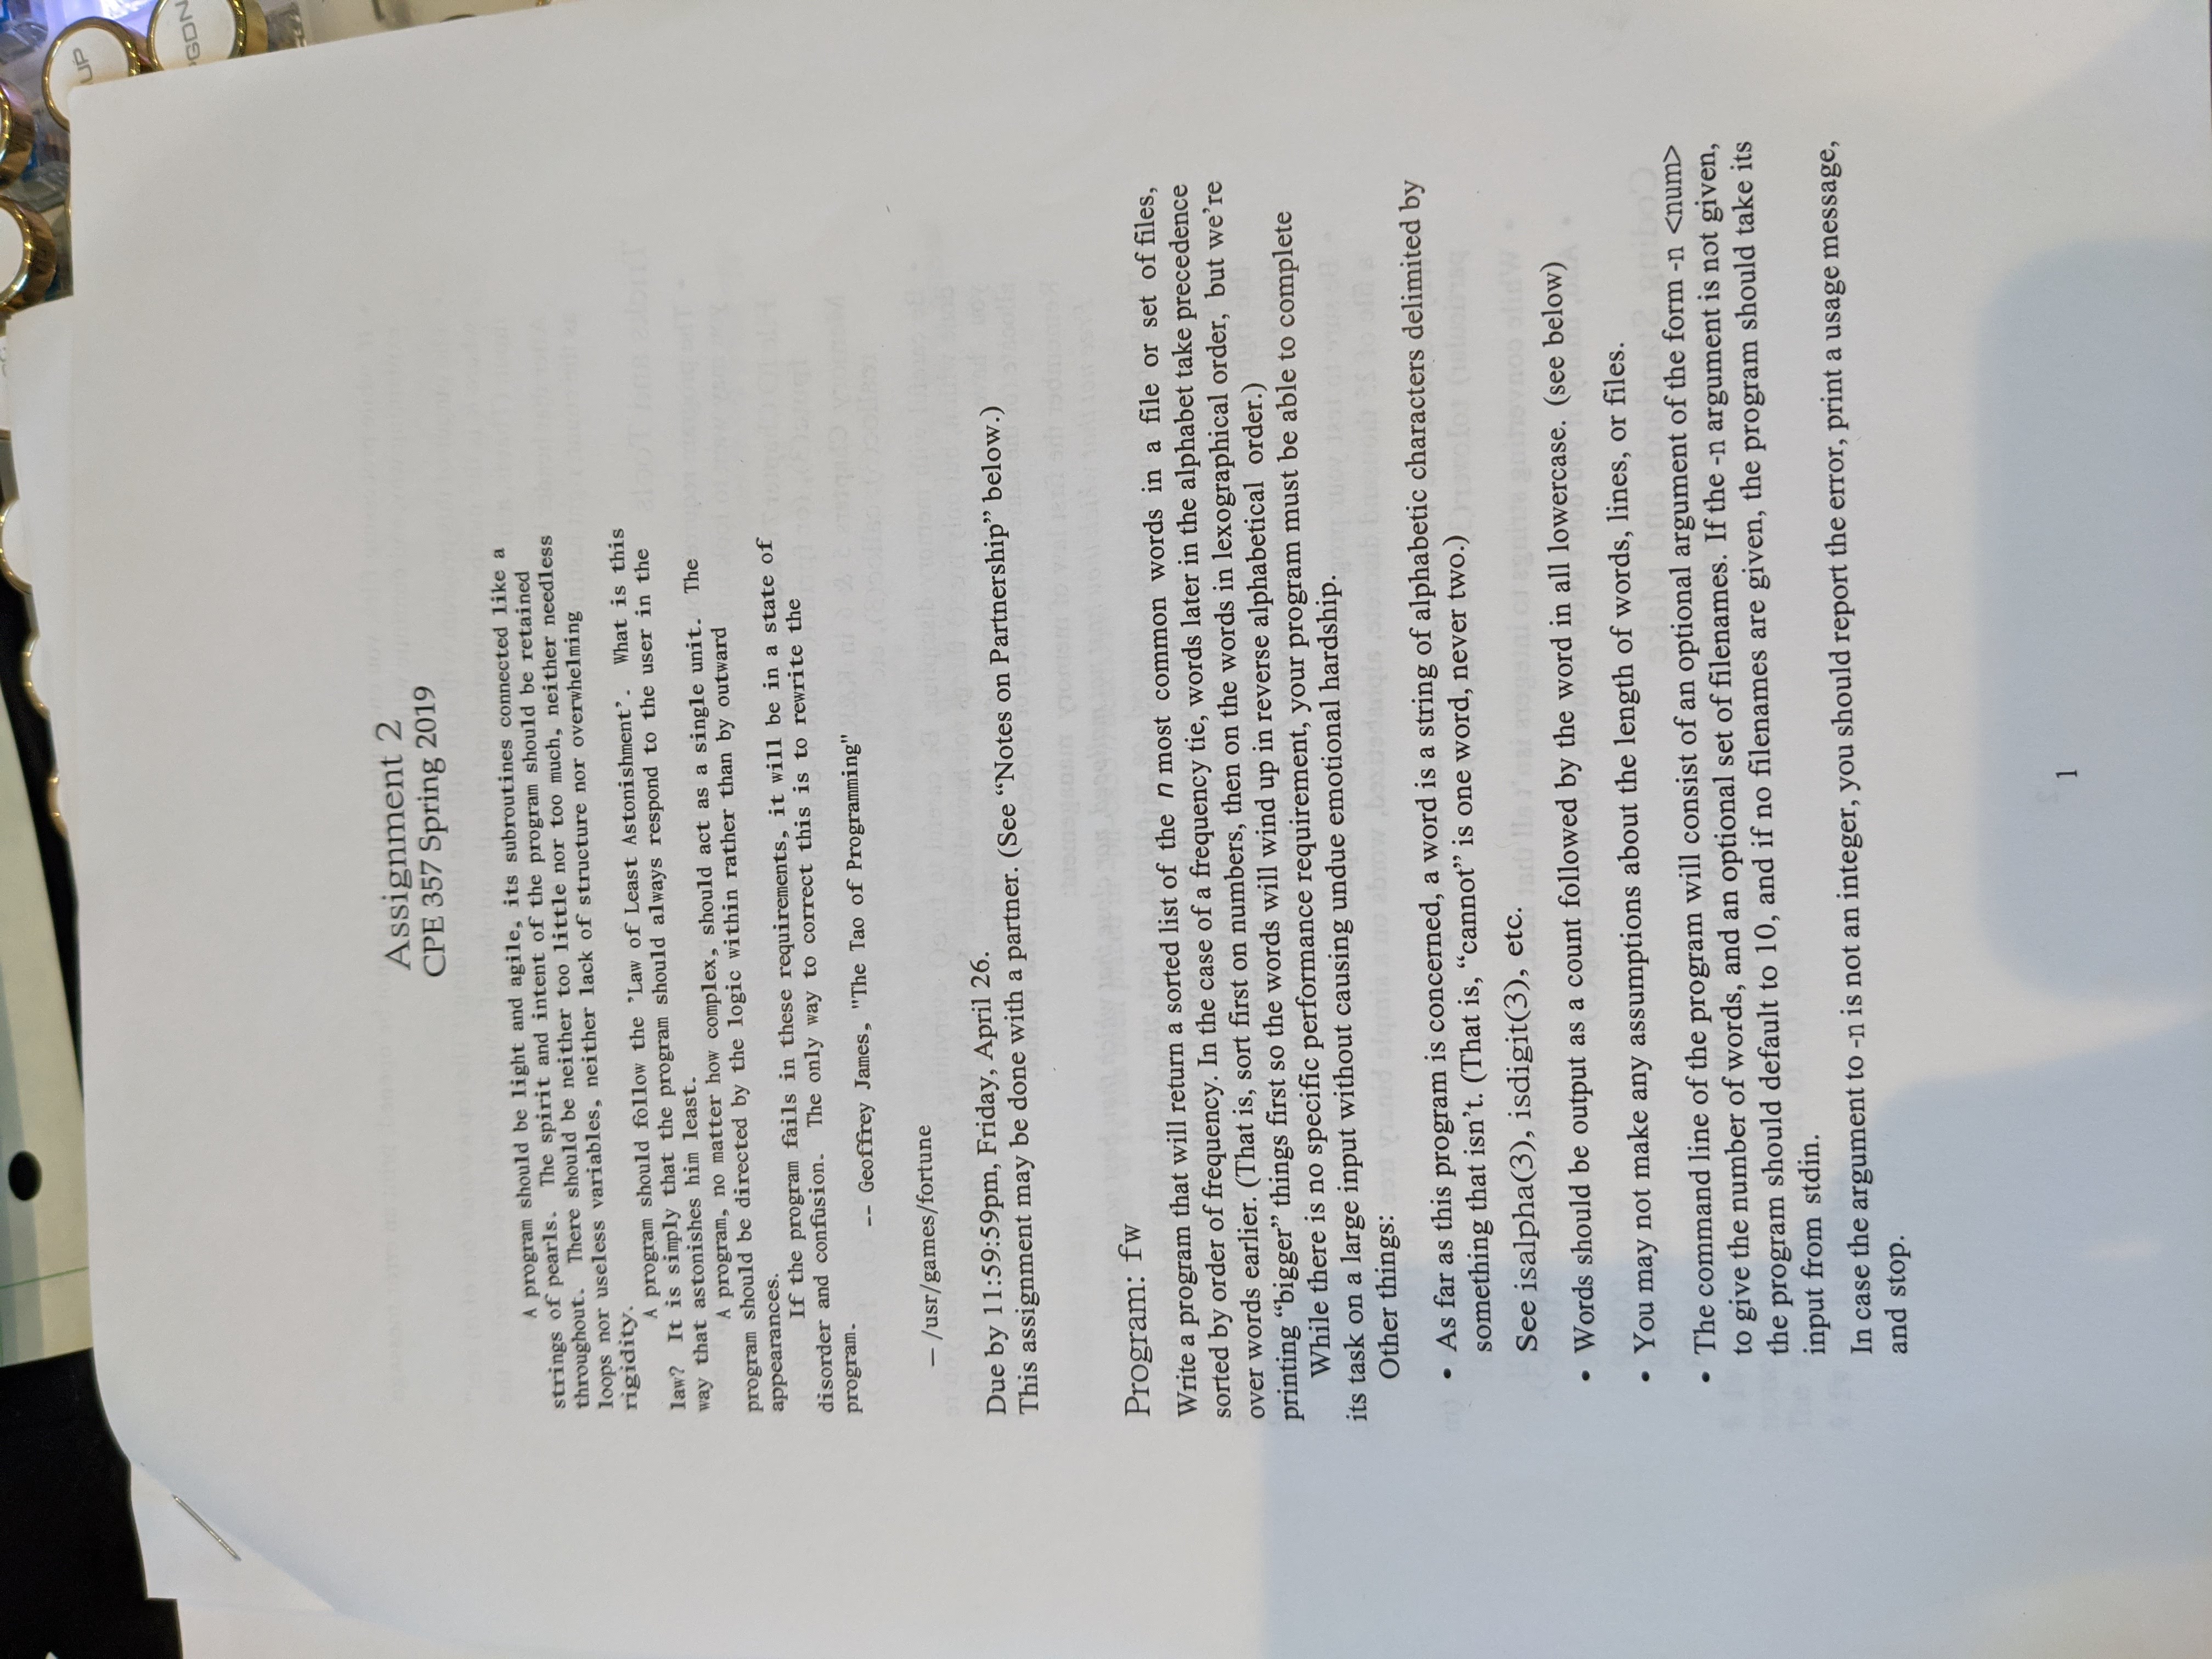 UP
PGDN
Assignment 2
CPE 357 Spring 2019
A program should be light and agile, its subroutines connected like a
strings of pearls. The spirit and intent of the program should be retained
throughout. There should be neither too little nor too much, neither needless
loops nor useless variables, neither lack of structure nor overwhelming
rigidity.
A program should follow the 'Law of Least Astonishment'. What is this
law? It is simply that the program should always respond to the user in the
way that astonishes him least.
A program, no matter how complex, should act as a single unit. The
program should be directed by the logic within rather than by outward
appearances.
If the program fails in these requirements, it will be in a state of
disorder and confusion. The only way to correct this is to rewrite the
program.
-- Geoffrey James, "The Tao of Programming"
— /usr/games/fortune
Due by 11:59:59pm, Friday, April 26.
This assignment may be done with a partner. (See “Notes on Partnership” below.)
Program: fw
Write a program that will return a sorted list of the n most common words in a file or set of files,
sorted by order of frequency. In the case of a frequency tie, words later in the alphabet take precedence
over words earlier. (That is, sort first on numbers, then on the words in lexographical order, but we're
printing “bigger” things first so the words will wind up in reverse alphabetical order.)
While there is no specific performance requirement, your program must be able to complete
its task on a large input without causing undue emotional hardship.
Other things:
• As far as this program is concerned, a word is a string of alphabetic characters delimited by
something that isn't. (That is, “cannot” is one word, never two.)
See isalpha(3), isdigit(3), etc.
• Words should be output as a count followed by the word in all lowercase. (see below)
• You may not make any assumptions about the length of words, lines, or files.
• The command line of the program will consist of an optional argument of the form -n <num>
to give the number of words, and an optional set of filenames. If the -n argument is not given,
the program should default to 10, and if no filenames are given, the program should take its
input from stdin.
In case the argument to -n is not an integer, you should report the error, print a usage message,
and stop.
1